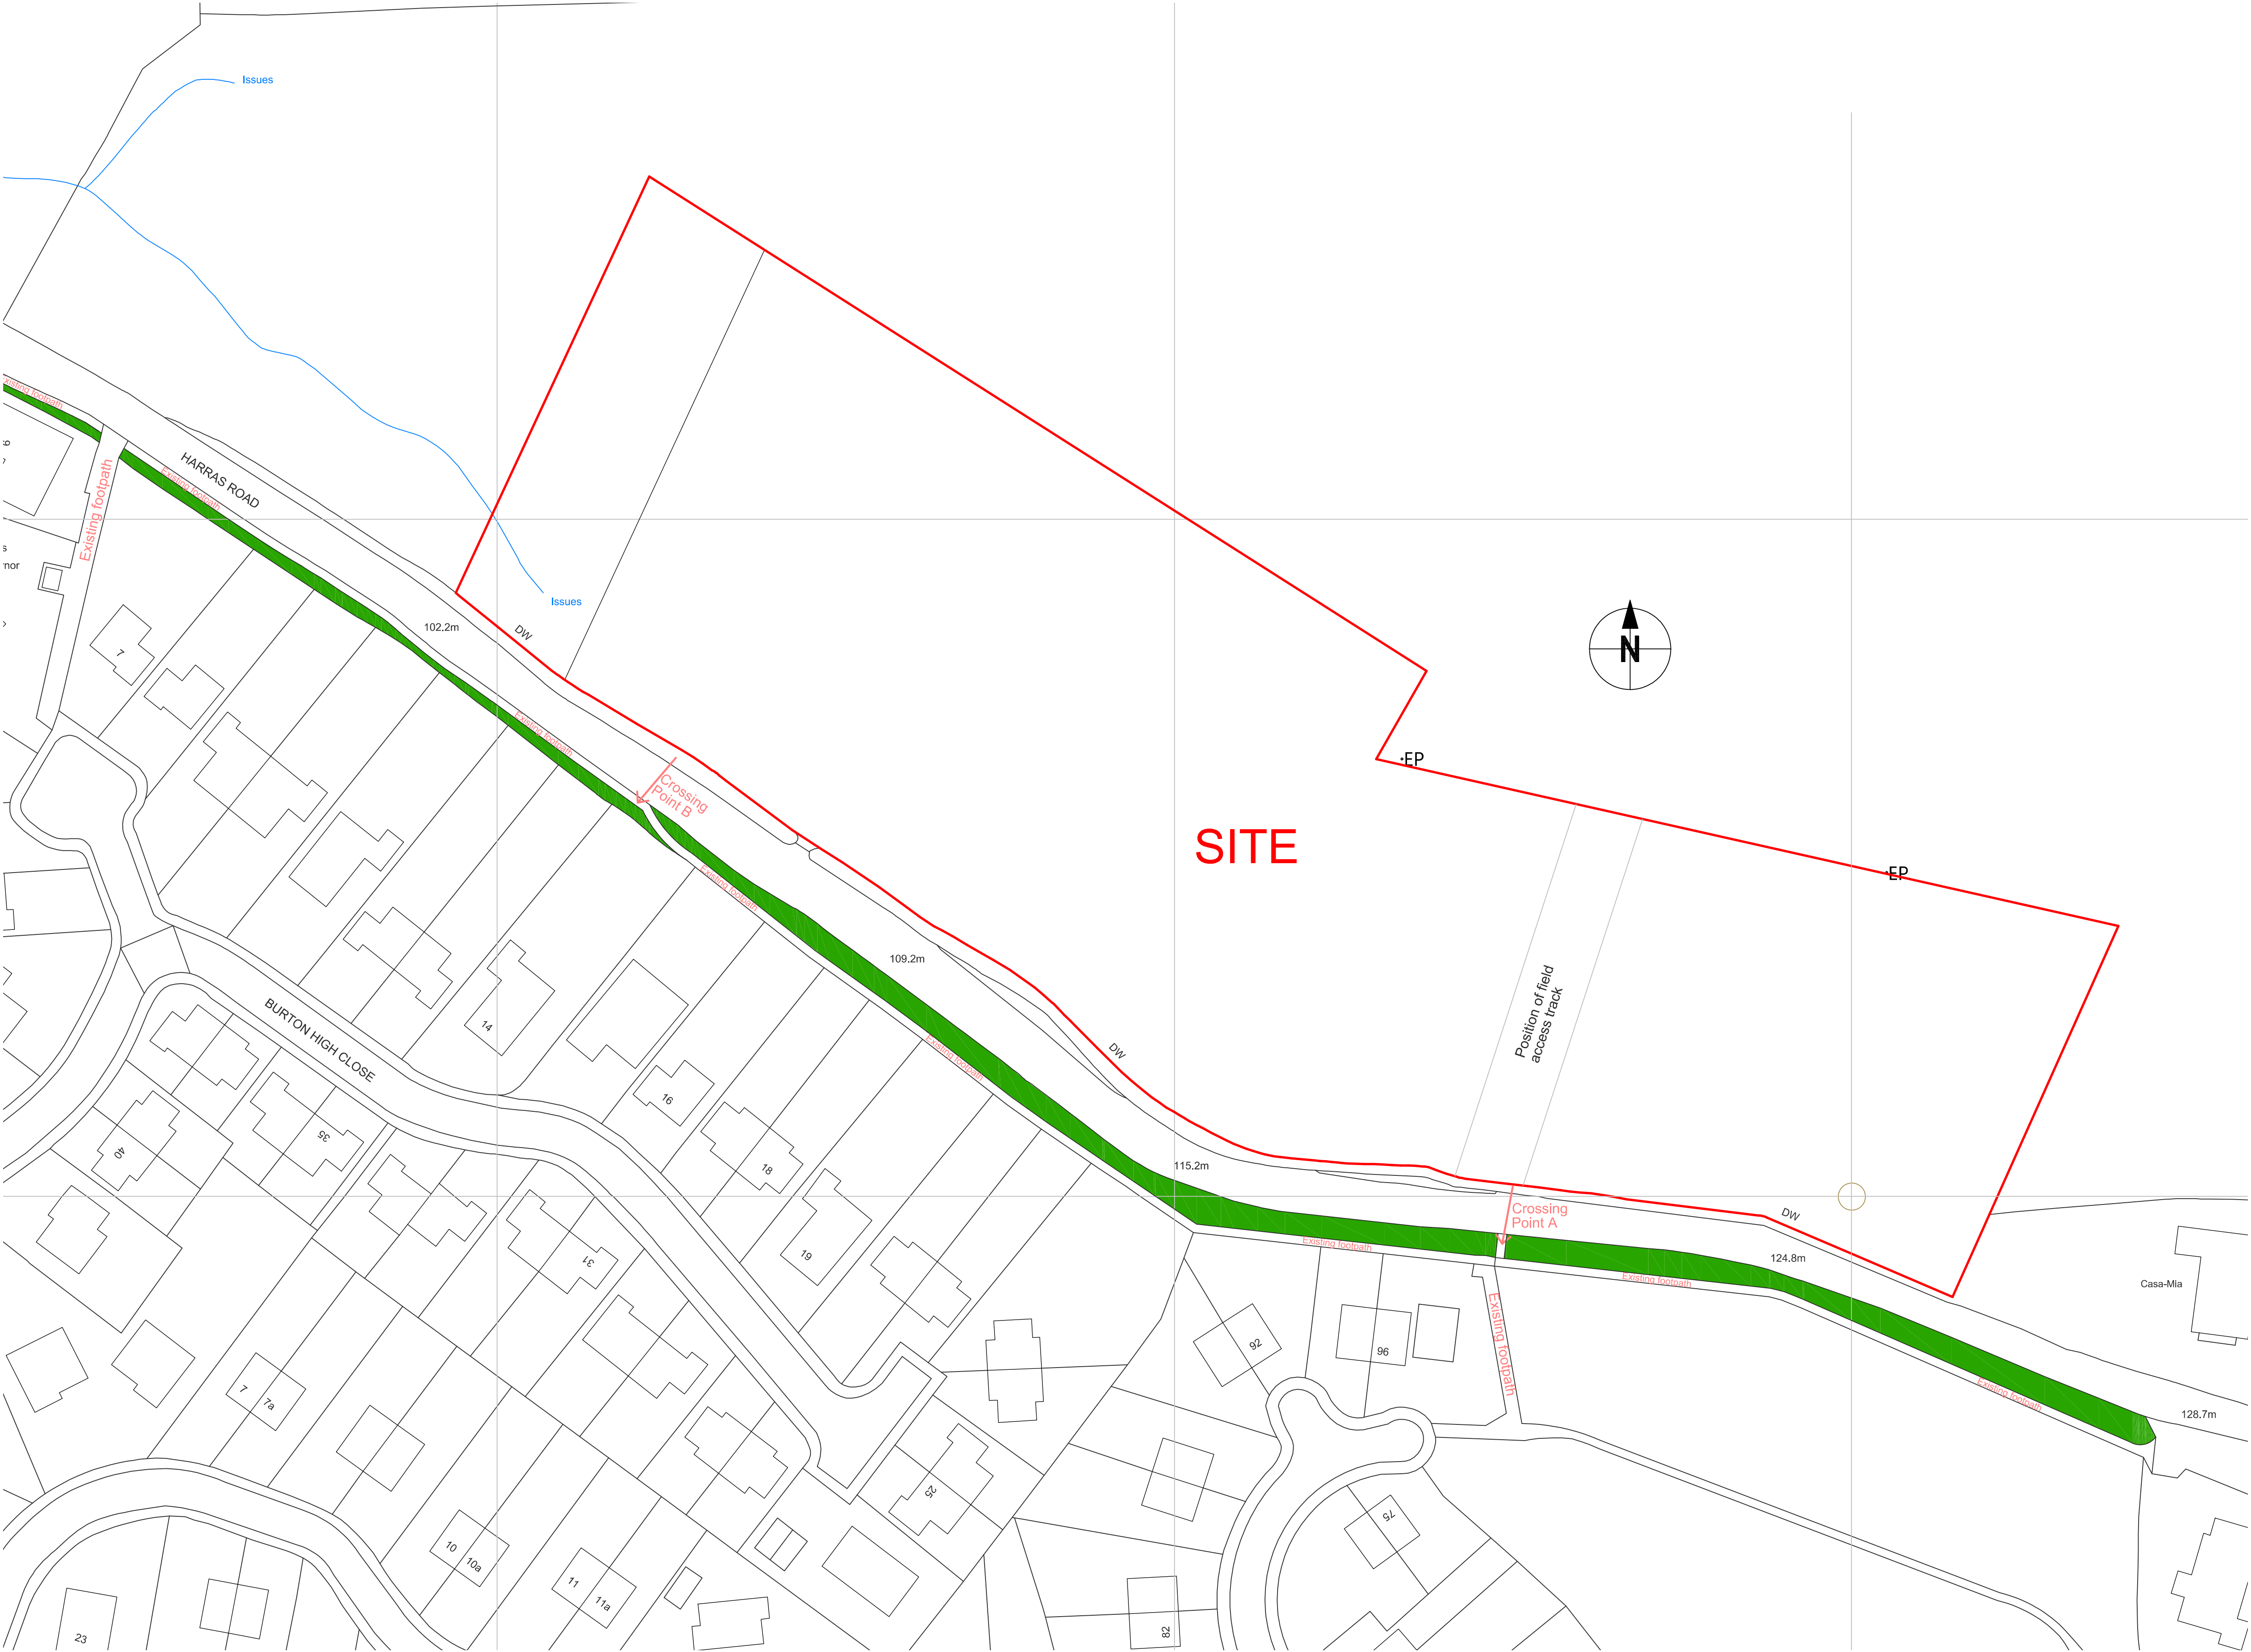 Issues
Existing footpath
6
7
HARRAS ROAD
Existing footpath
Existing footpath
Issues
102.2m
DW
7
Existing footpath
N
EP
Crossing
Point B
SITE
EP
Existing footpath
109.2m
Position of field
access track
14
BURTON HIGH CLOSE
DW
Existing footpath
16
35
40
18
115.2m
Crossing
Point A
DW
19
31
Existing footpath
124.8m
Existing footpath
Casa-Mia
Existing footpath
92
96
7
7a
Existing footpath
128.7m
25
75
10
10a
11
11a
23
82